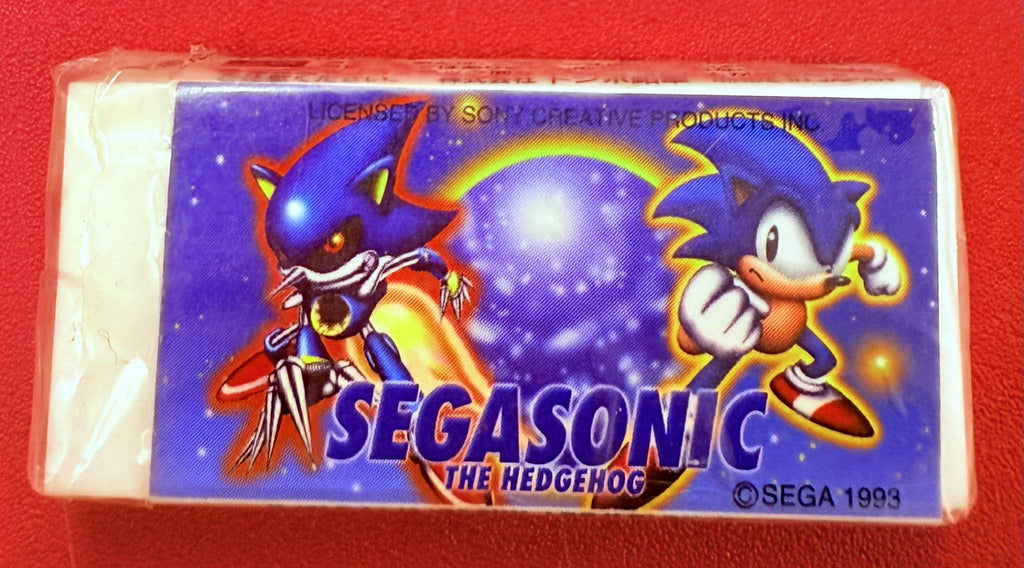 LICENSED BY SONY CREATIVE PRODUCTS INC.
SEGASONIC
THE HEDGEHOG
©SEGA 1993